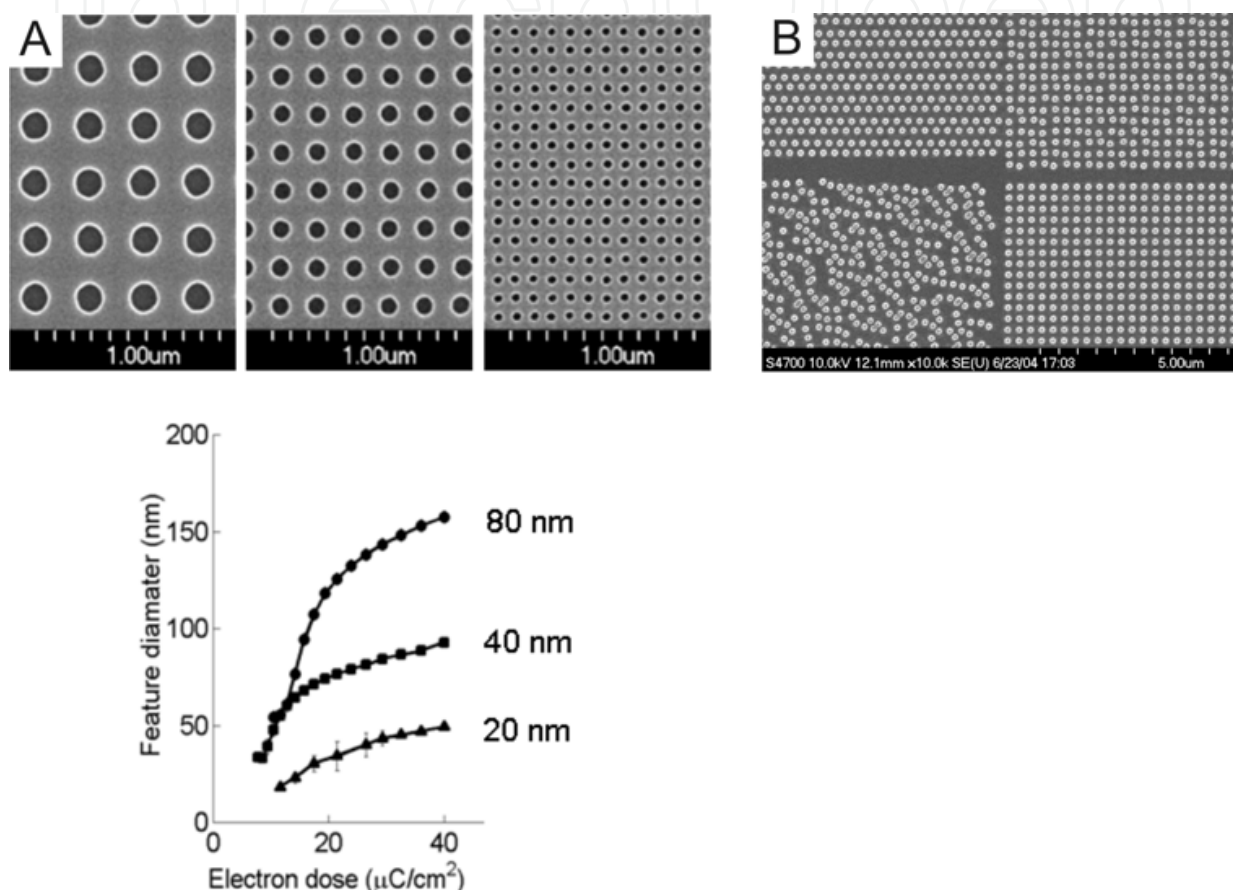 A
1.00um
1.00um
1.00um
B
S4700 10.0kV 12.1mm x10.0k SE(U) 6/23/04 17:03
5.00um
200
150
100
50
0
0
20
40
80 nm
40 nm
20 nm
Feature diamater (nm)
Electron dose (μC/cm²)